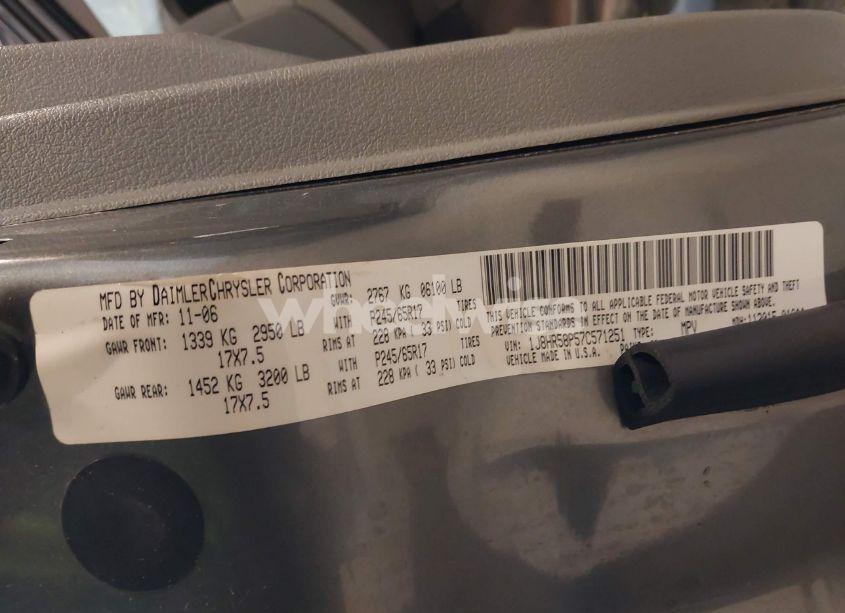 MFD BY DAIMLERCHRYSLER CORPORATION
DATE OF MFR: 11-06 GVWR: 2767 KG 06100 LB
GAWR FRONT: 1339 KG 2950 LB WITH P245/65R17 TIRES
17X7.5 RIMS AT 228 KPA ( 33 PSI) COLD
GAWR REAR: 1452 KG 3200 LB WITH P245/65R17 TIRES
17X7.5 RIMS AT 228 KPA ( 33 PSI) COLD
THIS VEHICLE CONFORMS TO ALL APPLICABLE FEDERAL MOTOR VEHICLE SAFETY AND THEFT
PREVENTION STANDARDS IN EFFECT ON THE DATE OF MANUFACTURE SHOWN ABOVE.
VIN: 1J8HR58P57C571251 TYPE: MPV
VEHICLE MADE IN U.S.A.
wheelwise